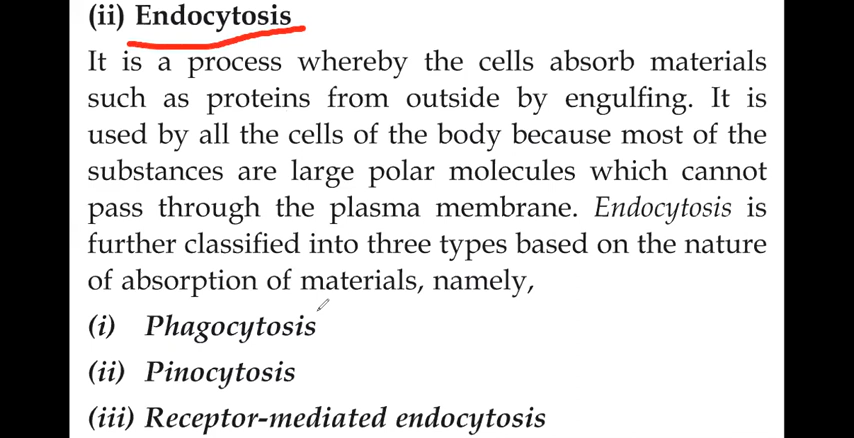 (ii) Endocytosis
It is a process whereby the cells absorb materials
such as proteins from outside by engulfing. It is
used by all the cells of the body because most of the
substances are large polar molecules which cannot
pass through the plasma membrane. Endocytosis is
further classified into three types based on the nature
of absorption of materials, namely,
(i) Phagocytosis
(ii) Pinocytosis
(iii) Receptor-mediated endocytosis